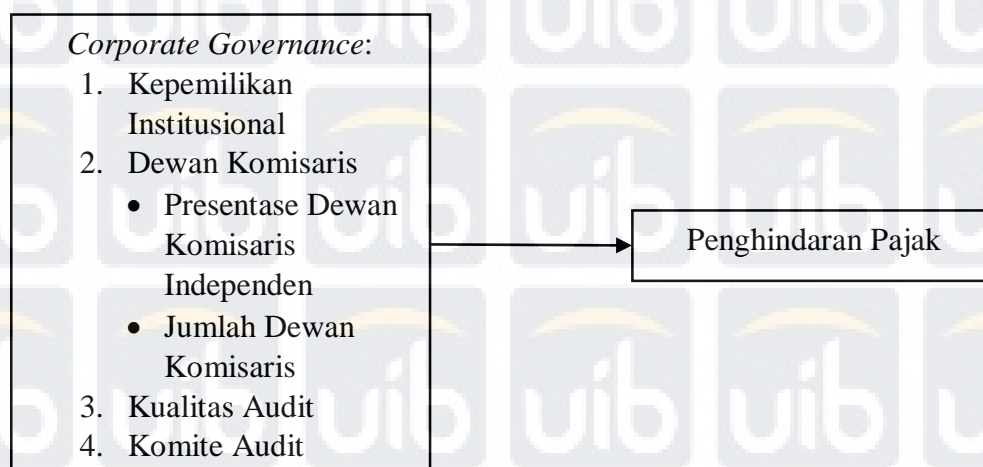 Corporate Governance:
1. Kepemilikan
Institusional
2. Dewan Komisaris
• Presentase Dewan
Komisaris
Independen
• Jumlah Dewan
Komisaris
3. Kualitas Audit
4. Komite Audit
Penghindaran Pajak
uib